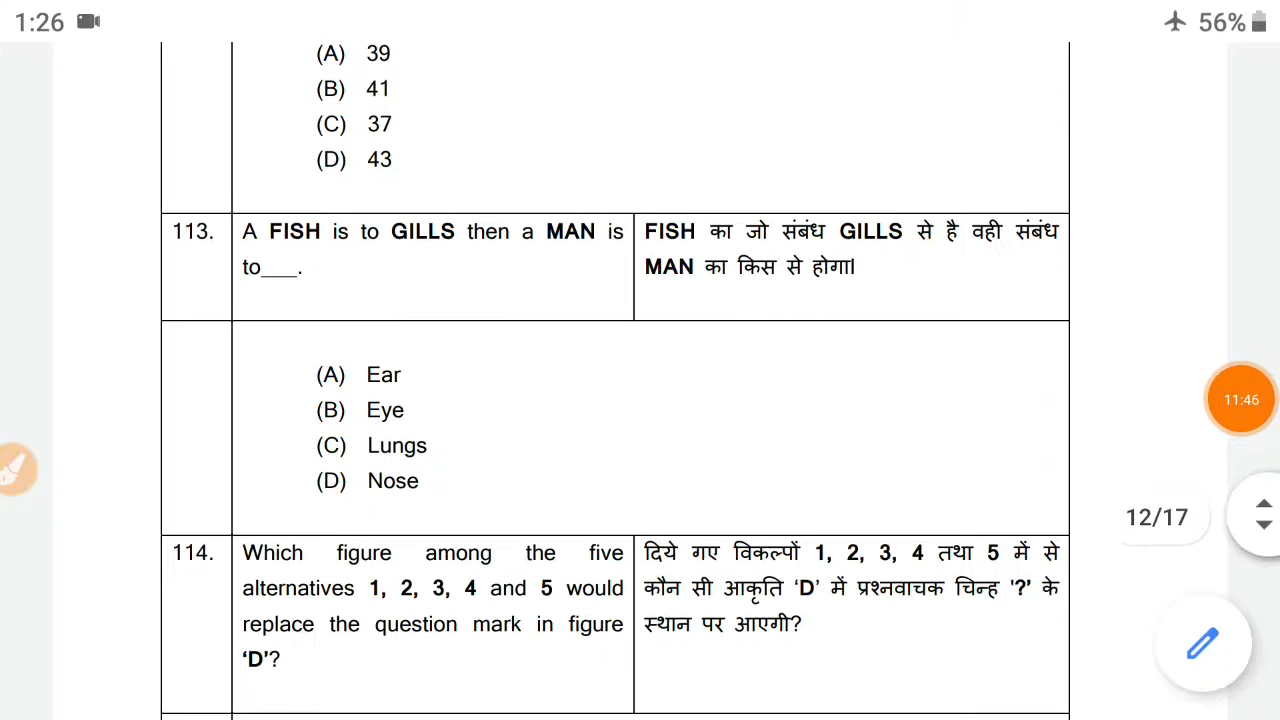 1:26
56%
(A) 39
(B) 41
(C) 37
(D) 43
113.
A FISH is to GILLS then a MAN is
to___.
FISH का जो संबंध GILLS से है वही संबंध
MAN का किस से होगा।
(A) Ear
(B) Eye
(C) Lungs
(D) Nose
11:46
12/17
114.
Which figure among the five
alternatives 1, 2, 3, 4 and 5 would
replace the question mark in figure
‘D’?
दिये गए विकल्पों 1, 2, 3, 4 तथा 5 में से
कौन सी आकृति ‘D’ में प्रश्नवाचक चिन्ह '?' के
स्थान पर आएगी?